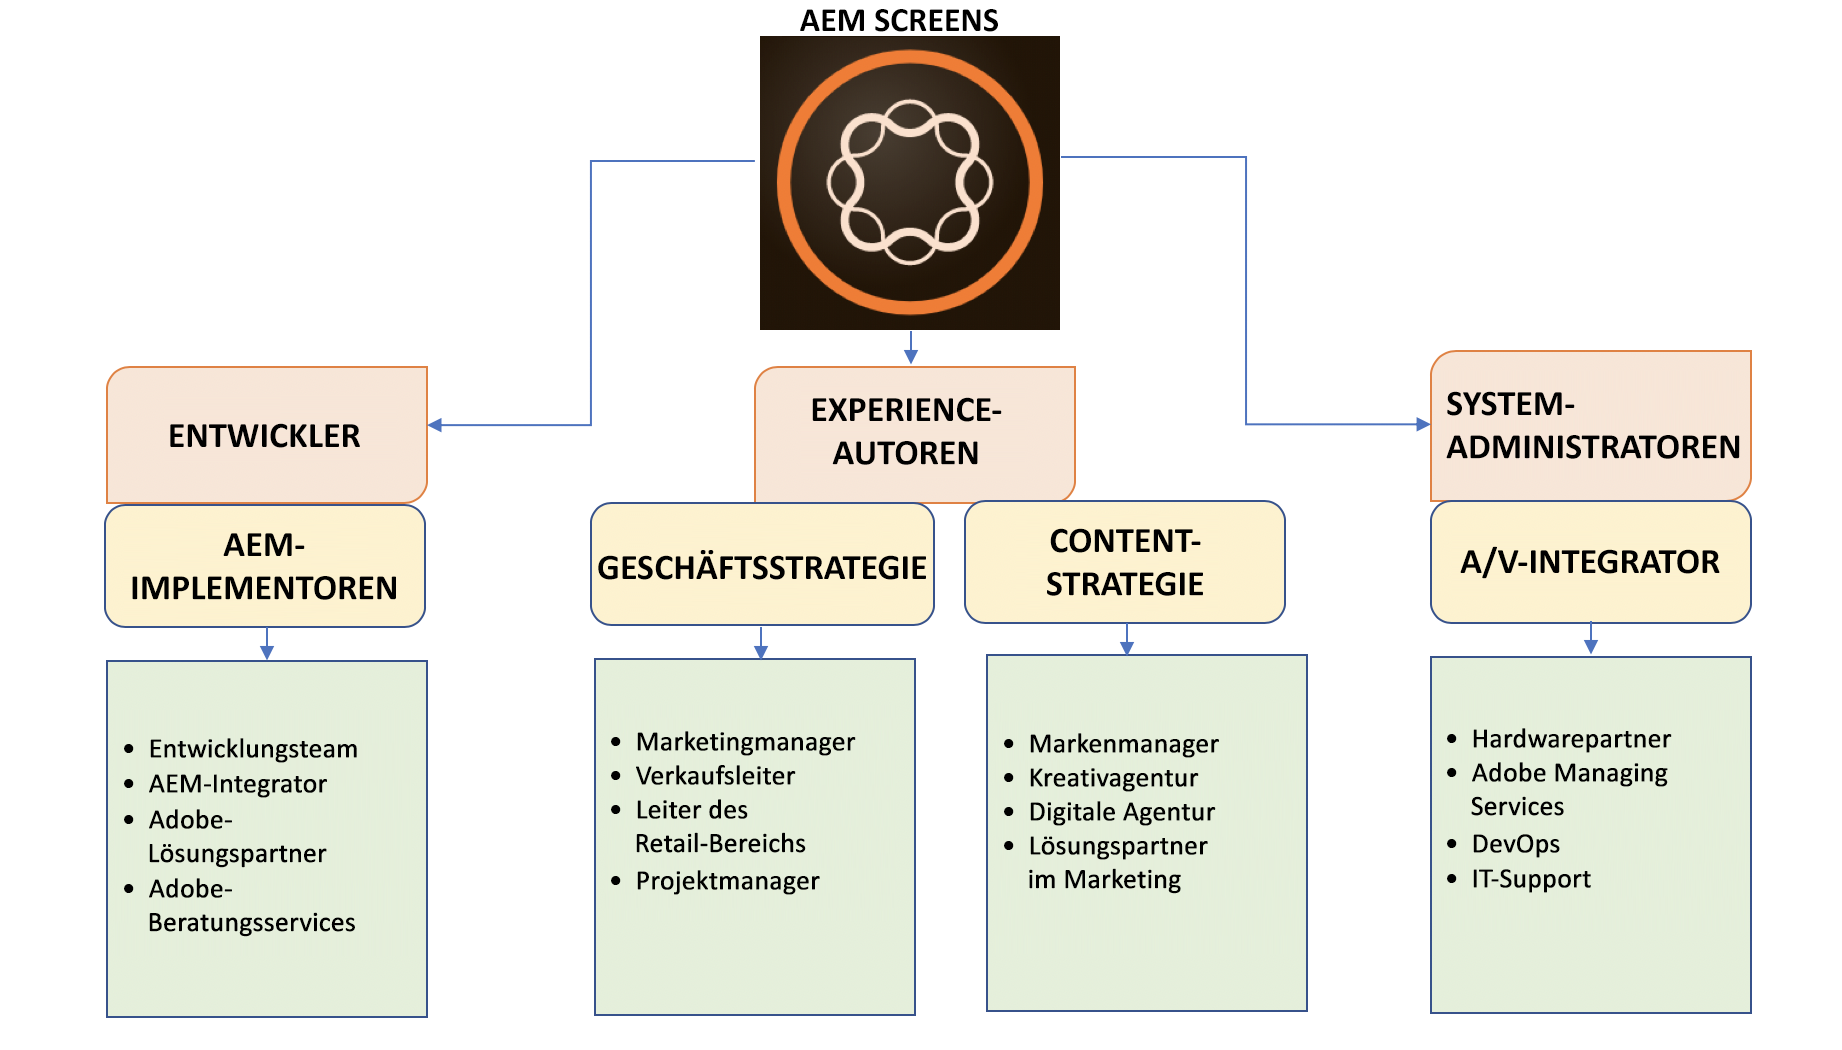 AEM SCREENS
ENTWICKLER
EXPERIENCE-
AUTOREN
SYSTEM-
ADMINISTRATOREN
AEM-
IMPLEMENTOREN
GESCHÄFTSSTRATEGIE
CONTENT-
STRATEGIE
A/V-INTEGRATOR
• Entwicklungsteam
• AEM-Integrator
• Adobe-
Lösungspartner
• Adobe-
Beratungsservices
• Marketingmanager
• Verkaufsleiter
• Leiter des
Retail-Bereichs
• Projektmanager
• Markenmanager
• Kreativagentur
• Digitale Agentur
• Lösungspartner
im Marketing
• Hardwarepartner
• Adobe Managing
Services
• DevOps
• IT-Support